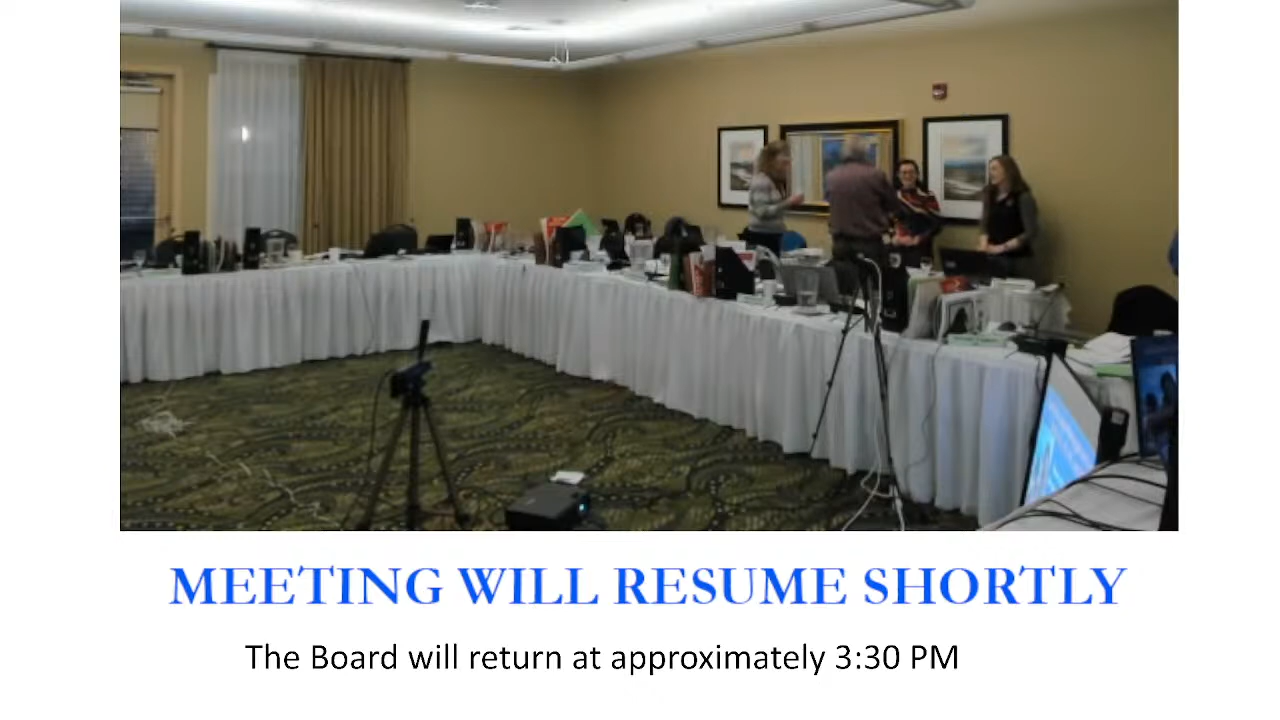 MEETING WILL RESUME SHORTLY
The Board will return at approximately 3:30 PM